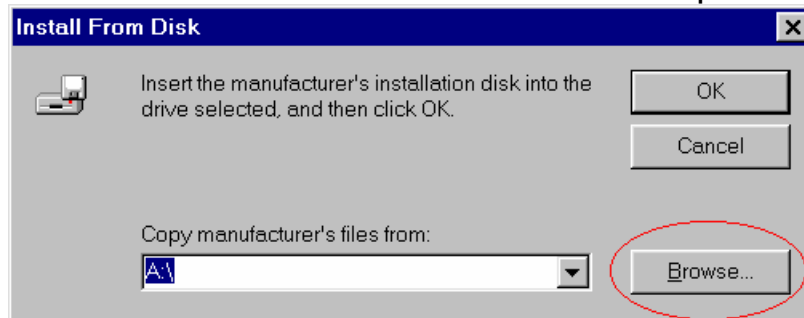 Install From Disk
Insert the manufacturer's installation disk into the
drive selected, and then click OK.
OK
Cancel
Copy manufacturer's files from:
A:\
Browse...